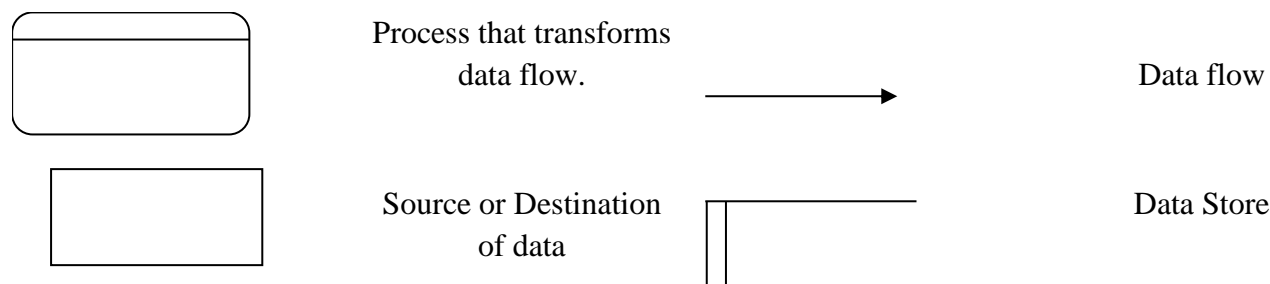 Process that transforms
data flow.
Data flow
Source or Destination
of data
Data Store